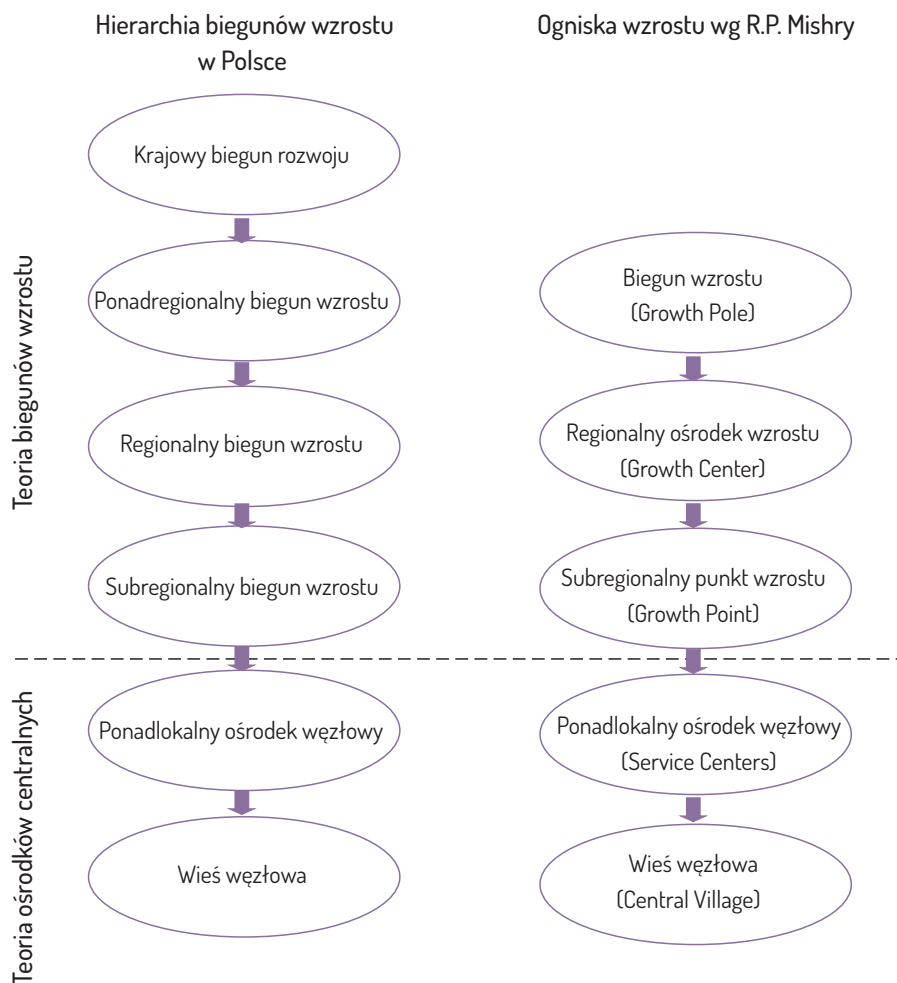 Hierarchia biegunów wzrostu
w Polsce
Ogniska wzrostu wg R.P. Mishry
Teoria biegunów wzrostu
Krajowy biegun rozwoju
Ponadregionalny biegun wzrostu
Biegun wzrostu
(Growth Pole)
Regionalny biegun wzrostu
Regionalny ośrodek wzrostu
(Growth Center)
Subregionalny biegun wzrostu
Subregionalny punkt wzrostu
(Growth Point)
Teoria ośrodków centralnych
Ponadlokalny ośrodek węzłowy
Ponadlokalny ośrodek węzłowy
(Service Centers)
Wieś węzłowa
Wieś węzłowa
(Central Village)